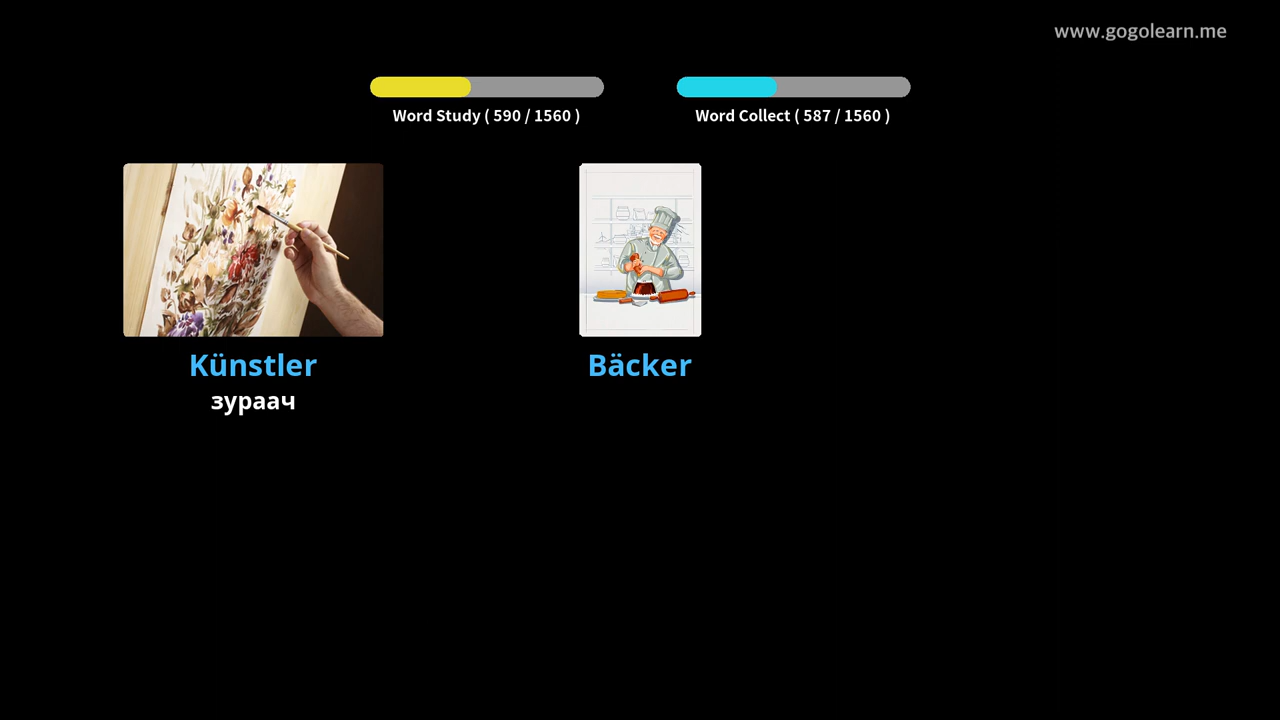 www.gogolearn.me
Word Study ( 590 / 1560 )
Word Collect ( 587 / 1560 )
Künstler
зураач
Bäcker